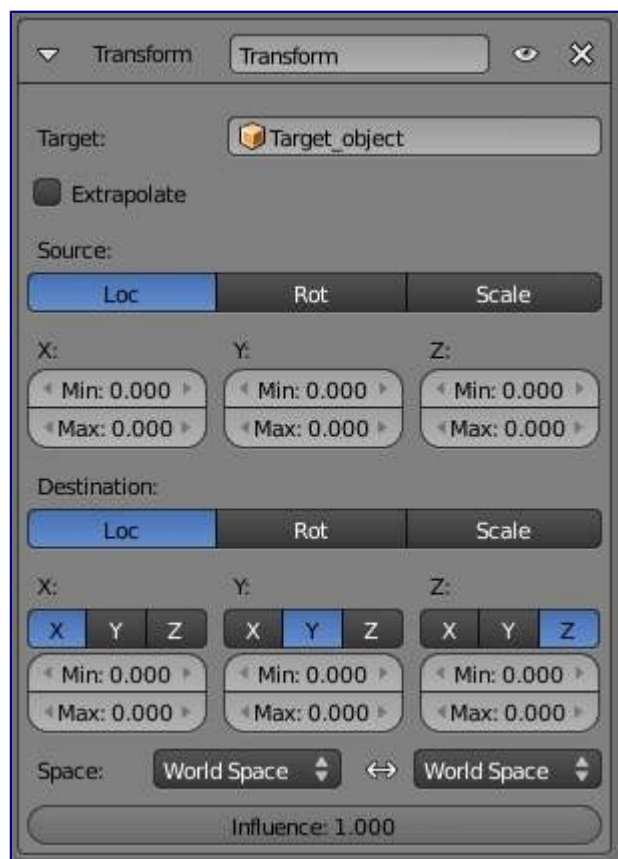 Transform Transform
Target: Target_object
Extrapolate
Source:
Loc Rot Scale
X: Y: Z:
Min: 0.000 Min: 0.000 Min: 0.000
Max: 0.000 Max: 0.000 Max: 0.000
Destination:
Loc Rot Scale
X: Y: Z:
X Y Z X Y Z X Y Z
Min: 0.000 Min: 0.000 Min: 0.000
Max: 0.000 Max: 0.000 Max: 0.000
Space: World Space World Space
Influence: 1.000